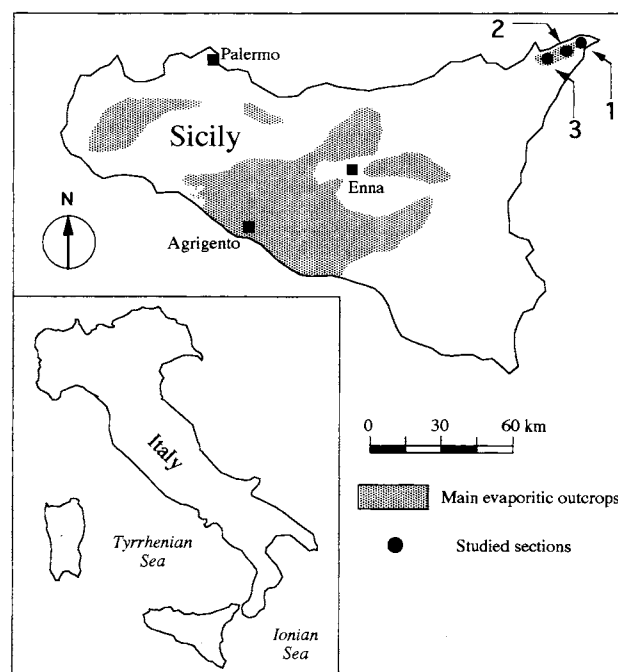 2
Palermo
1
3
Sicily
Enna
N
Agrigento
0 30 60 km
Italy
Main evaporitic outcrops
Studied sections
Tyrrhenian
Sea
Ionian
Sea